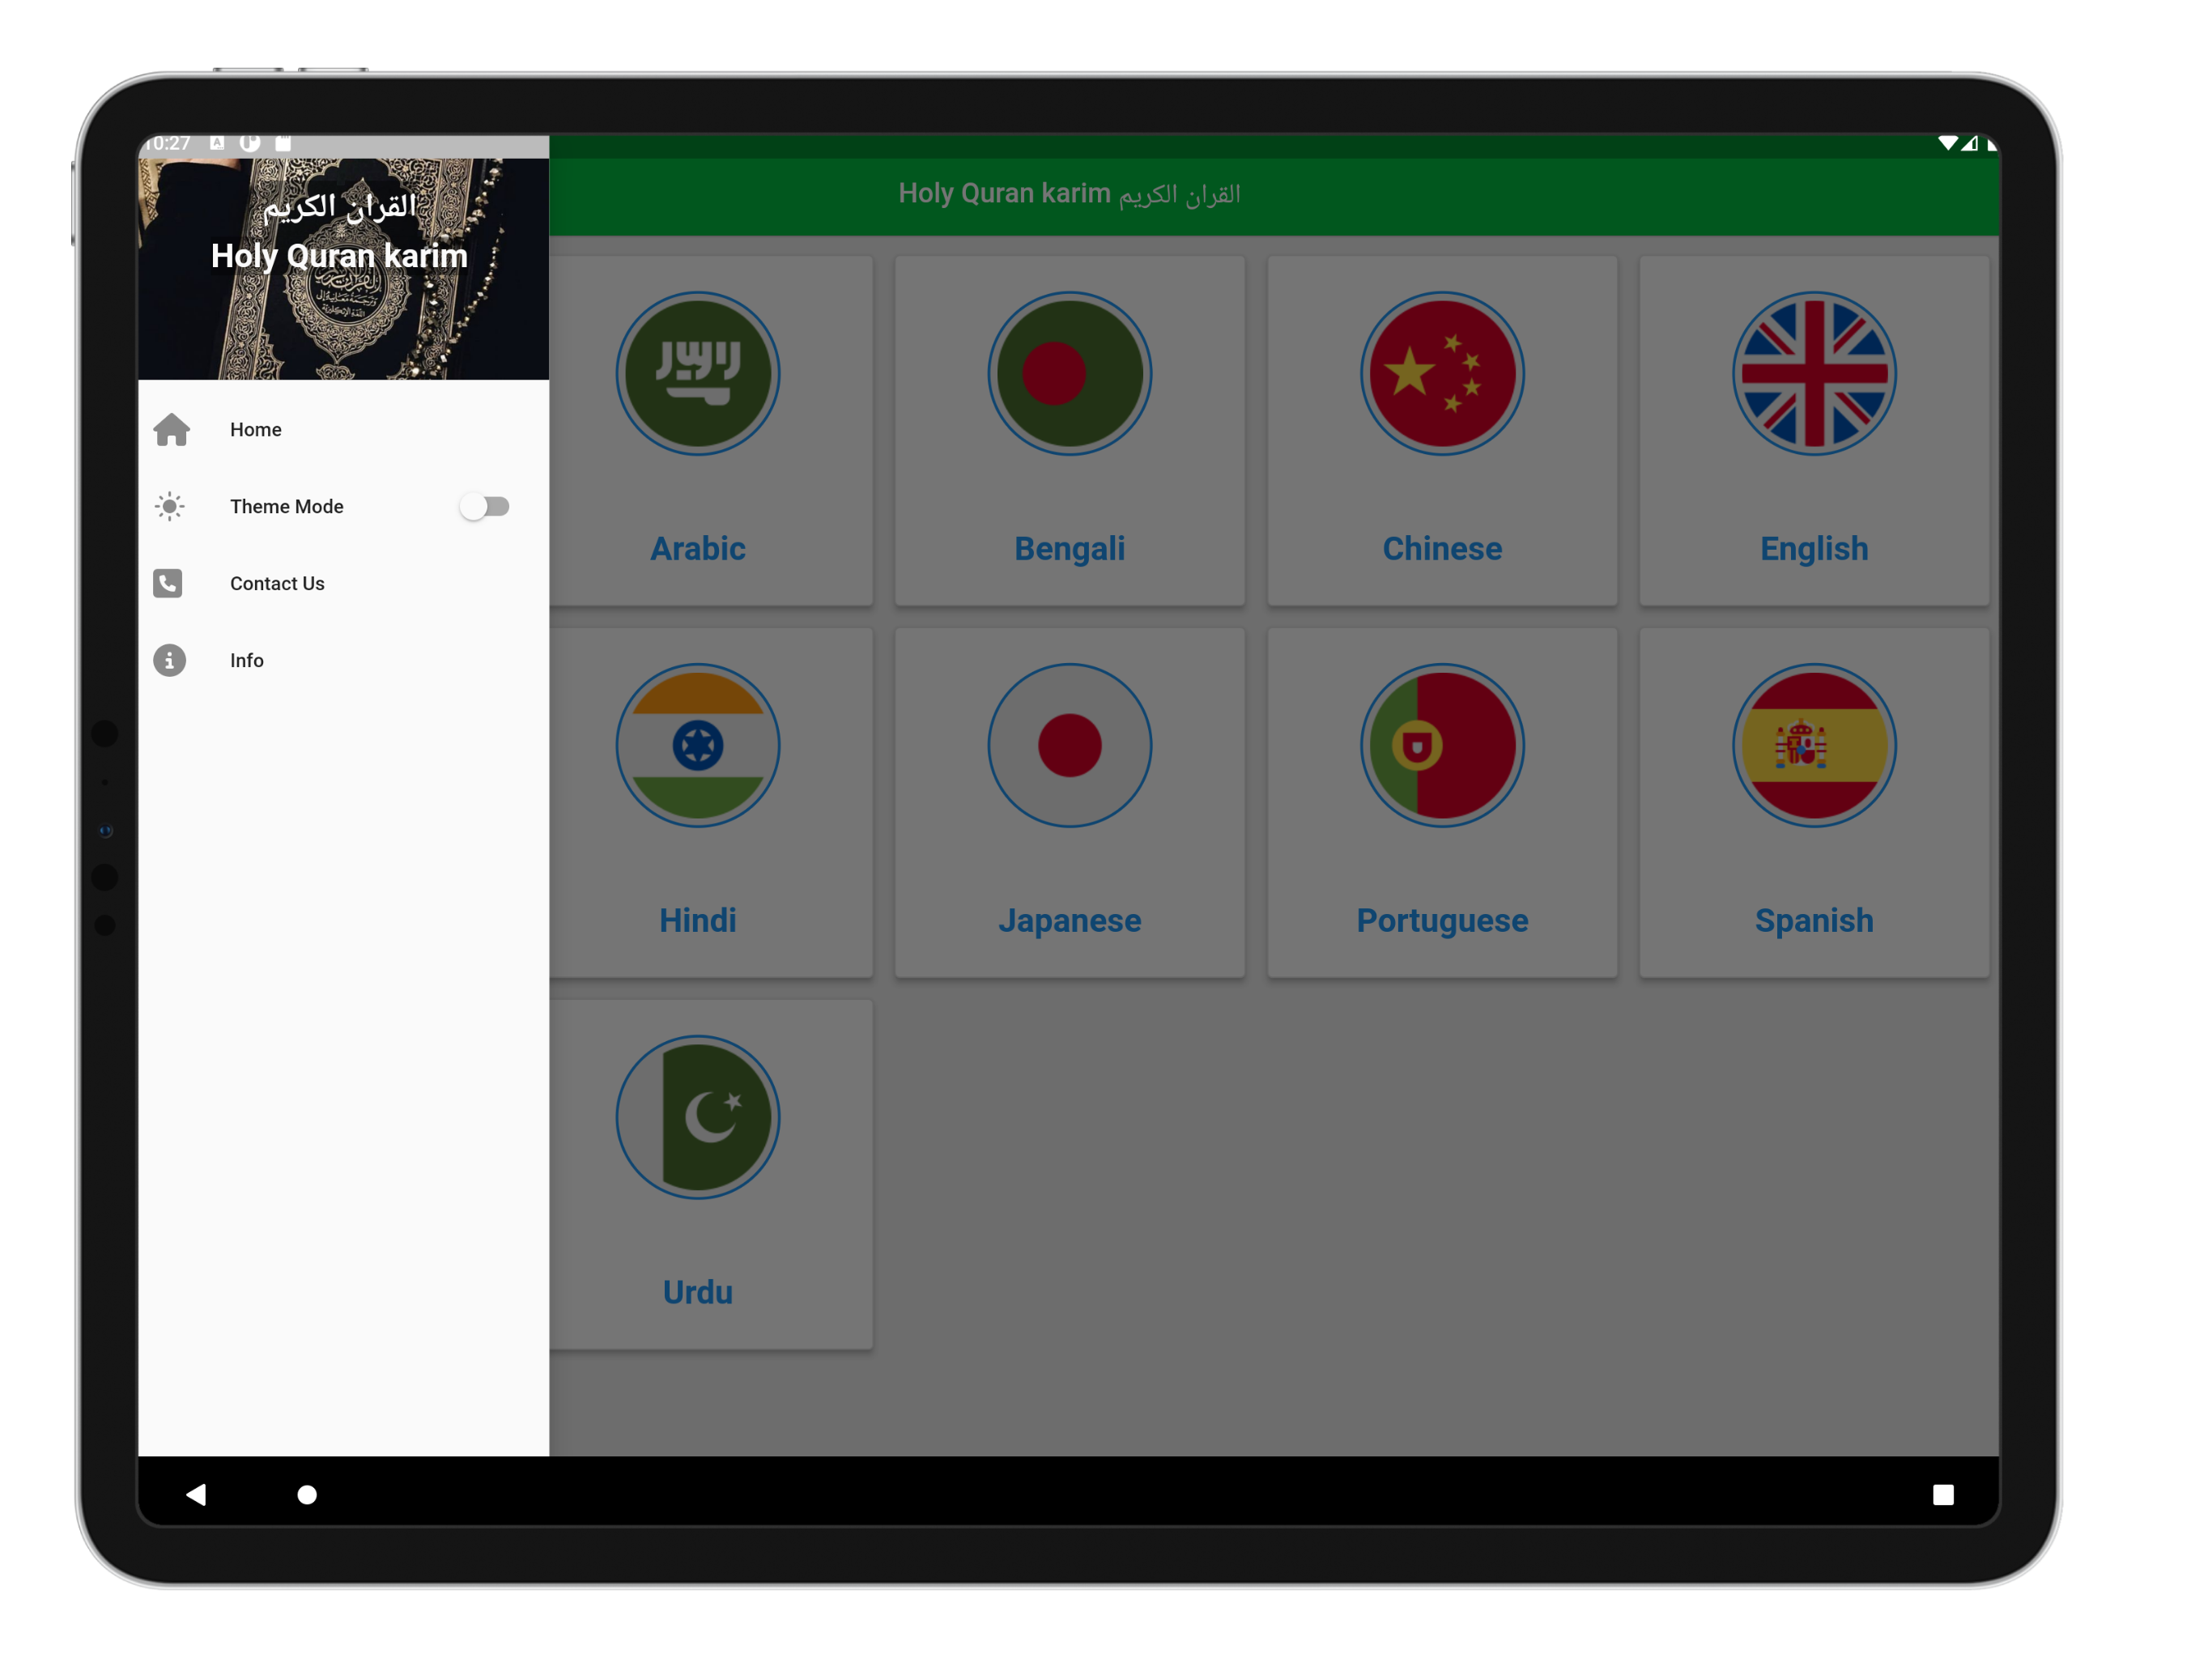 10:27
القران الكريم
Holy Quran karim
Home
Theme Mode
Contact Us
Info
Holy Quran karim القران الكريم
Arabic
Bengali
Chinese
English
Hindi
Japanese
Portuguese
Spanish
Urdu